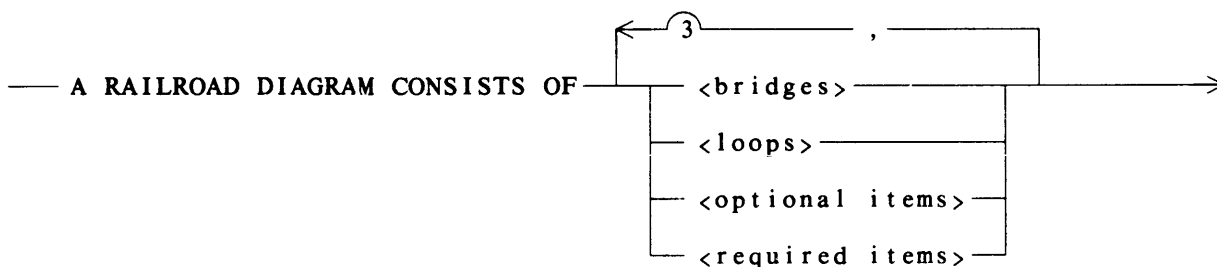 3 ,
A RAILROAD DIAGRAM CONSISTS OF <bridges>
<loops>
<optional items>
<required items>